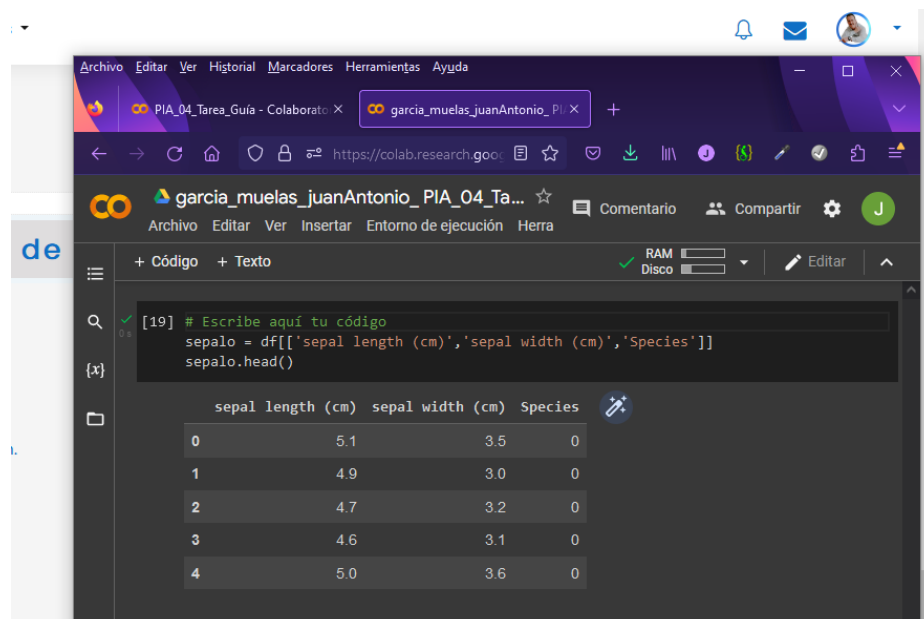 Archivo Editar Ver Historial Marcadores Herramientas Ayuda
PIA_04_Tarea_Guía - Colaborato
garcia_muelas_juanAntonio_ PI
https://colab.research.goog
garcia_muelas_juanAntonio_ PIA_04_Ta...
Comentario Compartir J
Archivo Editar Ver Insertar Entorno de ejecución Herra
de
+ Código + Texto
RAM
Disco
Editar
[19] # Escribe aquí tu código
0 s
sepalo = df[['sepal length (cm)','sepal width (cm)','Species']]
sepalo.head()
{x}
sepal length (cm) sepal width (cm) Species
0 5.1 3.5 0
1 4.9 3.0 0
2 4.7 3.2 0
3 4.6 3.1 0
4 5.0 3.6 0